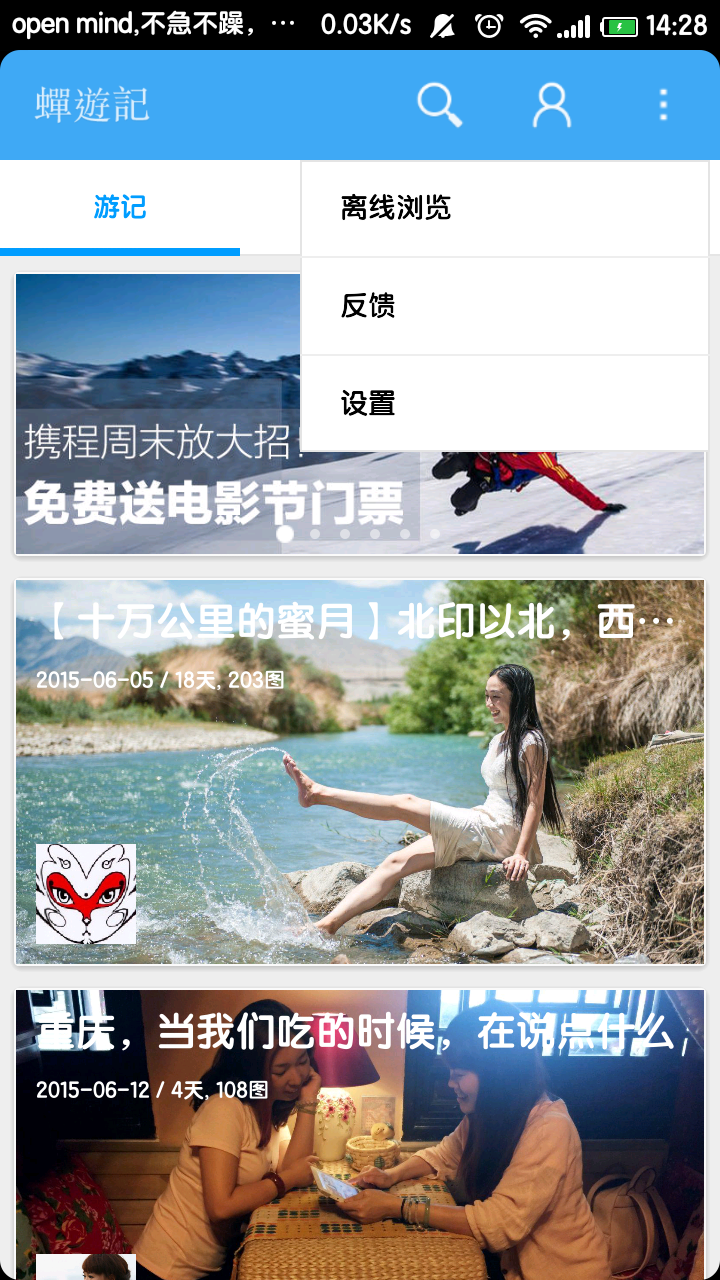 open mind,不急不躁，… 0.03K/s 14:28
蟬遊記
游记
离线浏览
反馈
设置
携程周末放大招!
免费送电影节门票
【十万公里的蜜月】北印以北，西…
2015-06-05 / 18天, 203图
重庆，当我们吃的时候，在说点什么
2015-06-12 / 4天, 108图